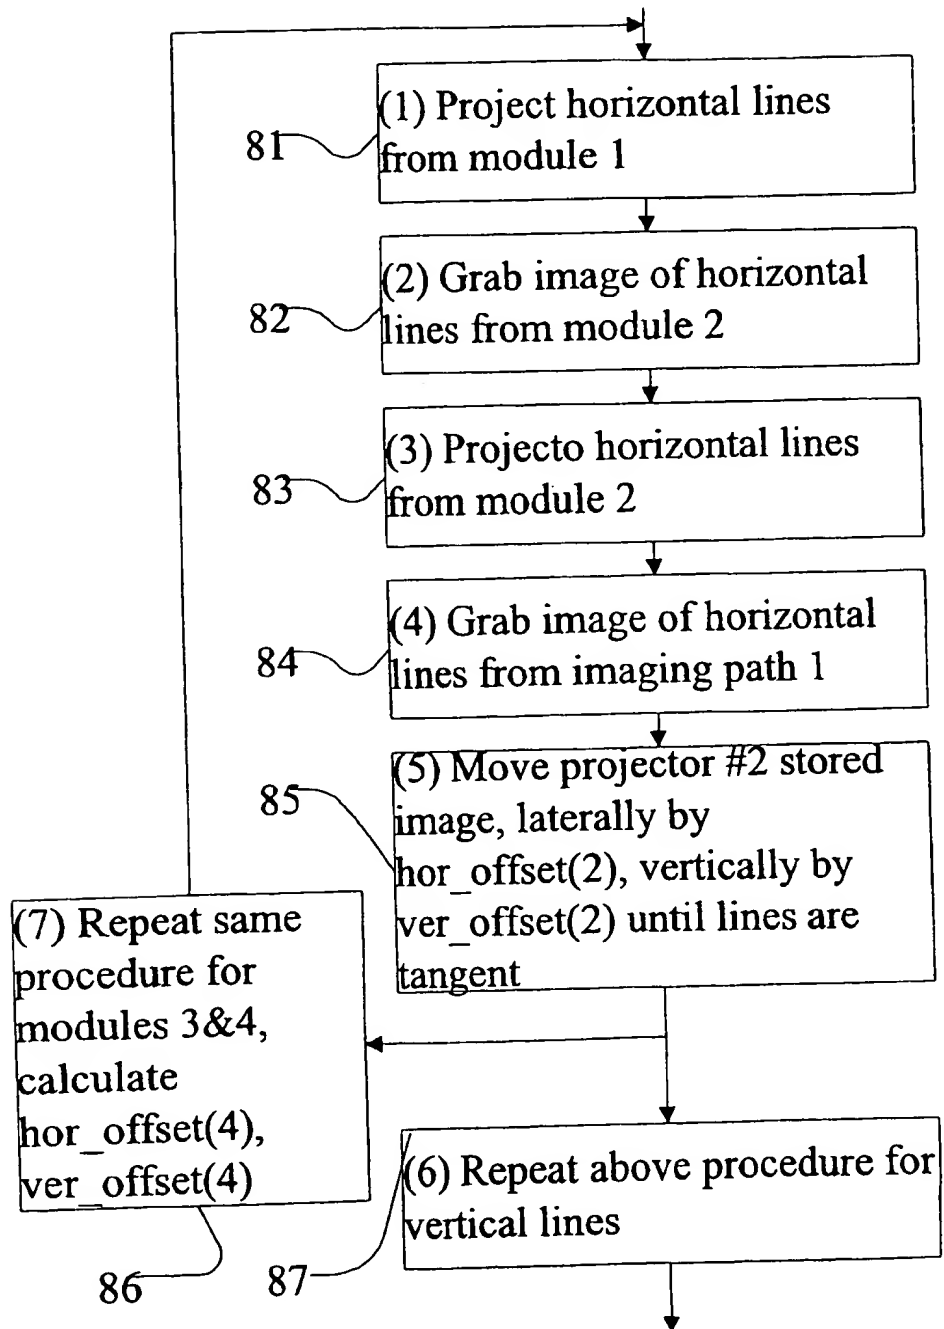 (1) Project horizontal lines
from module 1
81
(2) Grab image of horizontal
lines from module 2
82
(3) Projecto horizontal lines
from module 2
83
(4) Grab image of horizontal
lines from imaging path 1
84
(5) Move projector #2 stored
image, laterally by
hor_offset(2), vertically by
ver_offset(2) until lines are
tangent
85
(7) Repeat same
procedure for
modules 3&4,
calculate
hor_offset(4),
ver_offset(4)
86
(6) Repeat above procedure for
vertical lines
87